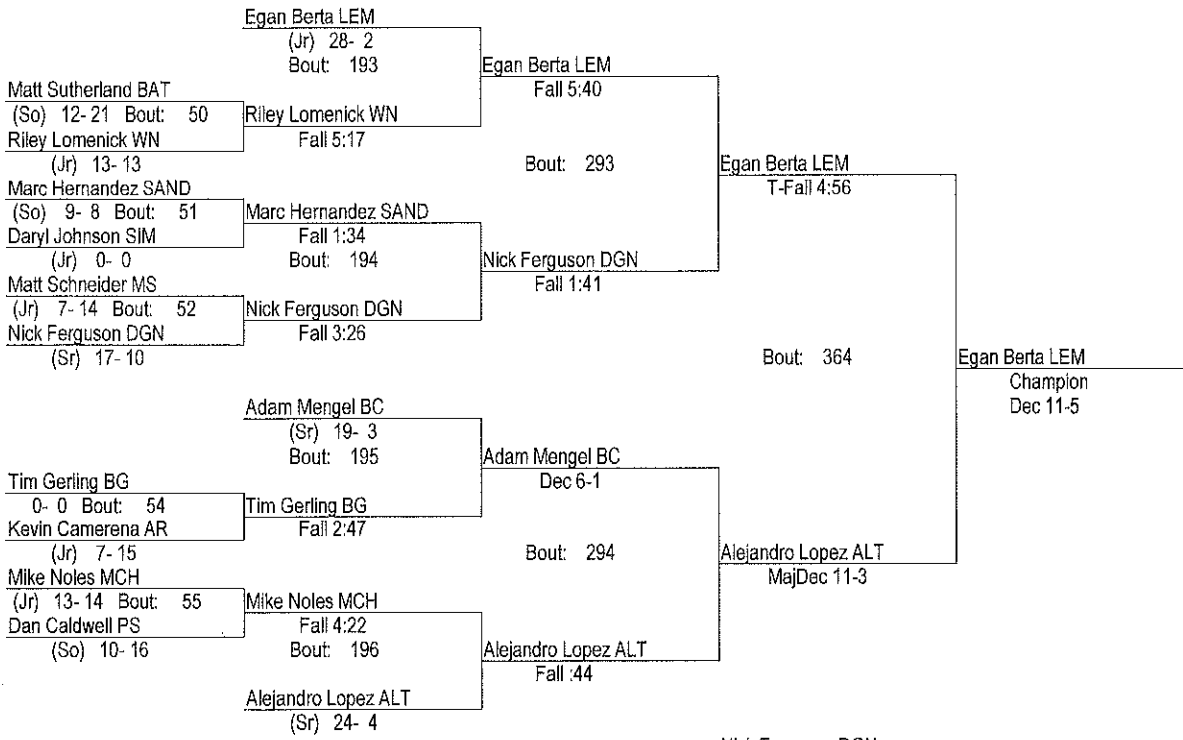 Egan Berta LEM
(Jr) 28- 2
Bout: 193
Egan Berta LEM
Fall 5:40
Matt Sutherland BAT
(So) 12- 21 Bout: 50
Riley Lomenick WN
Riley Lomenick WN
Fall 5:17
(Jr) 13- 13
Bout: 293
Egan Berta LEM
T-Fall 4:56
Marc Hernandez SAND
(So) 9- 8 Bout: 51
Marc Hernandez SAND
Daryl Johnson SIM
Fall 1:34
(Jr) 0- 0
Bout: 194
Nick Ferguson DGN
Fall 1:41
Matt Schneider MS
(Jr) 7- 14 Bout: 52
Nick Ferguson DGN
Nick Ferguson DGN
Fall 3:26
(Sr) 17- 10
Bout: 364
Egan Berta LEM
Champion
Dec 11-5
Adam Mengel BC
(Sr) 19- 3
Bout: 195
Adam Mengel BC
Dec 6-1
Tim Gerling BG
0- 0 Bout: 54
Tim Gerling BG
Kevin Camerena AR
Fall 2:47
(Jr) 7- 15
Bout: 294
Alejandro Lopez ALT
MajDec 11-3
Mike Noles MCH
(Jr) 13- 14 Bout: 55
Mike Noles MCH
Dan Caldwell PS
Fall 4:22
(So) 10- 16
Bout: 196
Alejandro Lopez ALT
Fall :44
Alejandro Lopez ALT
(Sr) 24- 4